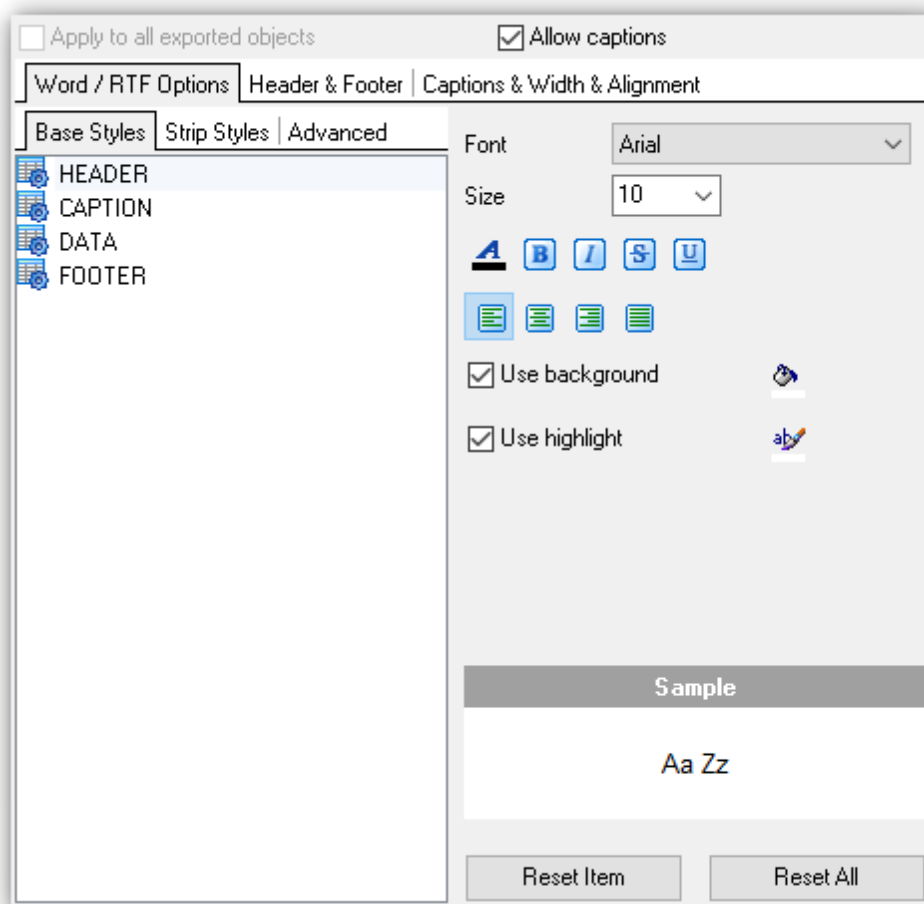 Apply to all exported objects
Allow captions
Word / RTF Options
Header & Footer
Captions & Width & Alignment
Base Styles
Strip Styles
Advanced
HEADER
CAPTION
DATA
FOOTER
Font
Arial
Size
10
A
B
I
S
U
Use background
Use highlight
ab
Sample
Aa Zz
Reset Item
Reset All